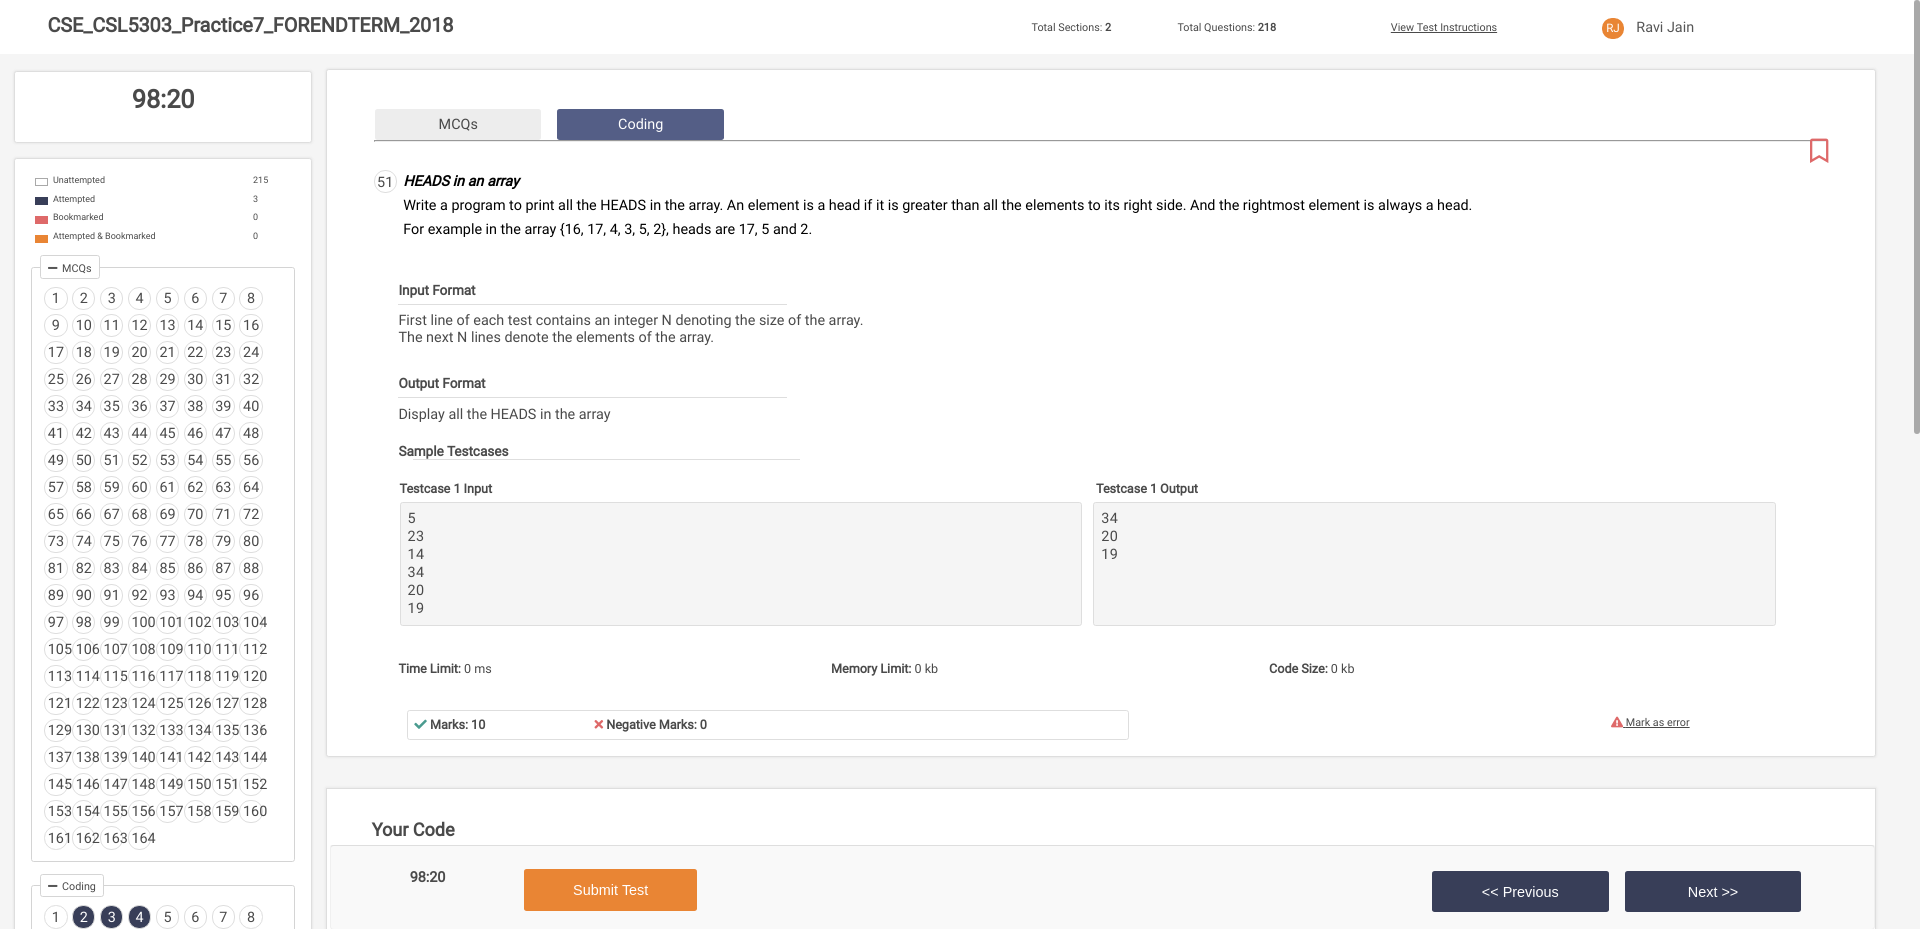 CSE_CSL5303_Practice7_FORENDTERM_2018
Total Sections: 2
Total Questions: 218
View Test Instructions
RJ
Ravi Jain
98:20
Unattempted 215
Attempted 3
Bookmarked 0
Attempted & Bookmarked 0
MCQs
1 2 3 4 5 6 7 8
9 10 11 12 13 14 15 16
17 18 19 20 21 22 23 24
25 26 27 28 29 30 31 32
33 34 35 36 37 38 39 40
41 42 43 44 45 46 47 48
49 50 51 52 53 54 55 56
57 58 59 60 61 62 63 64
65 66 67 68 69 70 71 72
73 74 75 76 77 78 79 80
81 82 83 84 85 86 87 88
89 90 91 92 93 94 95 96
97 98 99 100 101 102 103 104
105 106 107 108 109 110 111 112
113 114 115 116 117 118 119 120
121 122 123 124 125 126 127 128
129 130 131 132 133 134 135 136
137 138 139 140 141 142 143 144
145 146 147 148 149 150 151 152
153 154 155 156 157 158 159 160
161 162 163 164
Coding
1 2 3 4 5 6 7 8
MCQs
Coding
51 HEADS in an array
Write a program to print all the HEADS in the array. An element is a head if it is greater than all the elements to its right side. And the rightmost element is always a head.
For example in the array {16, 17, 4, 3, 5, 2}, heads are 17, 5 and 2.
Input Format
First line of each test contains an integer N denoting the size of the array.
The next N lines denote the elements of the array.
Output Format
Display all the HEADS in the array
Sample Testcases
Testcase 1 Input
5
23
14
34
20
19
Testcase 1 Output
34
20
19
Time Limit: 0 ms
Memory Limit: 0 kb
Code Size: 0 kb
Marks: 10
Negative Marks: 0
Mark as error
Your Code
98:20
Submit Test
<< Previous
Next >>